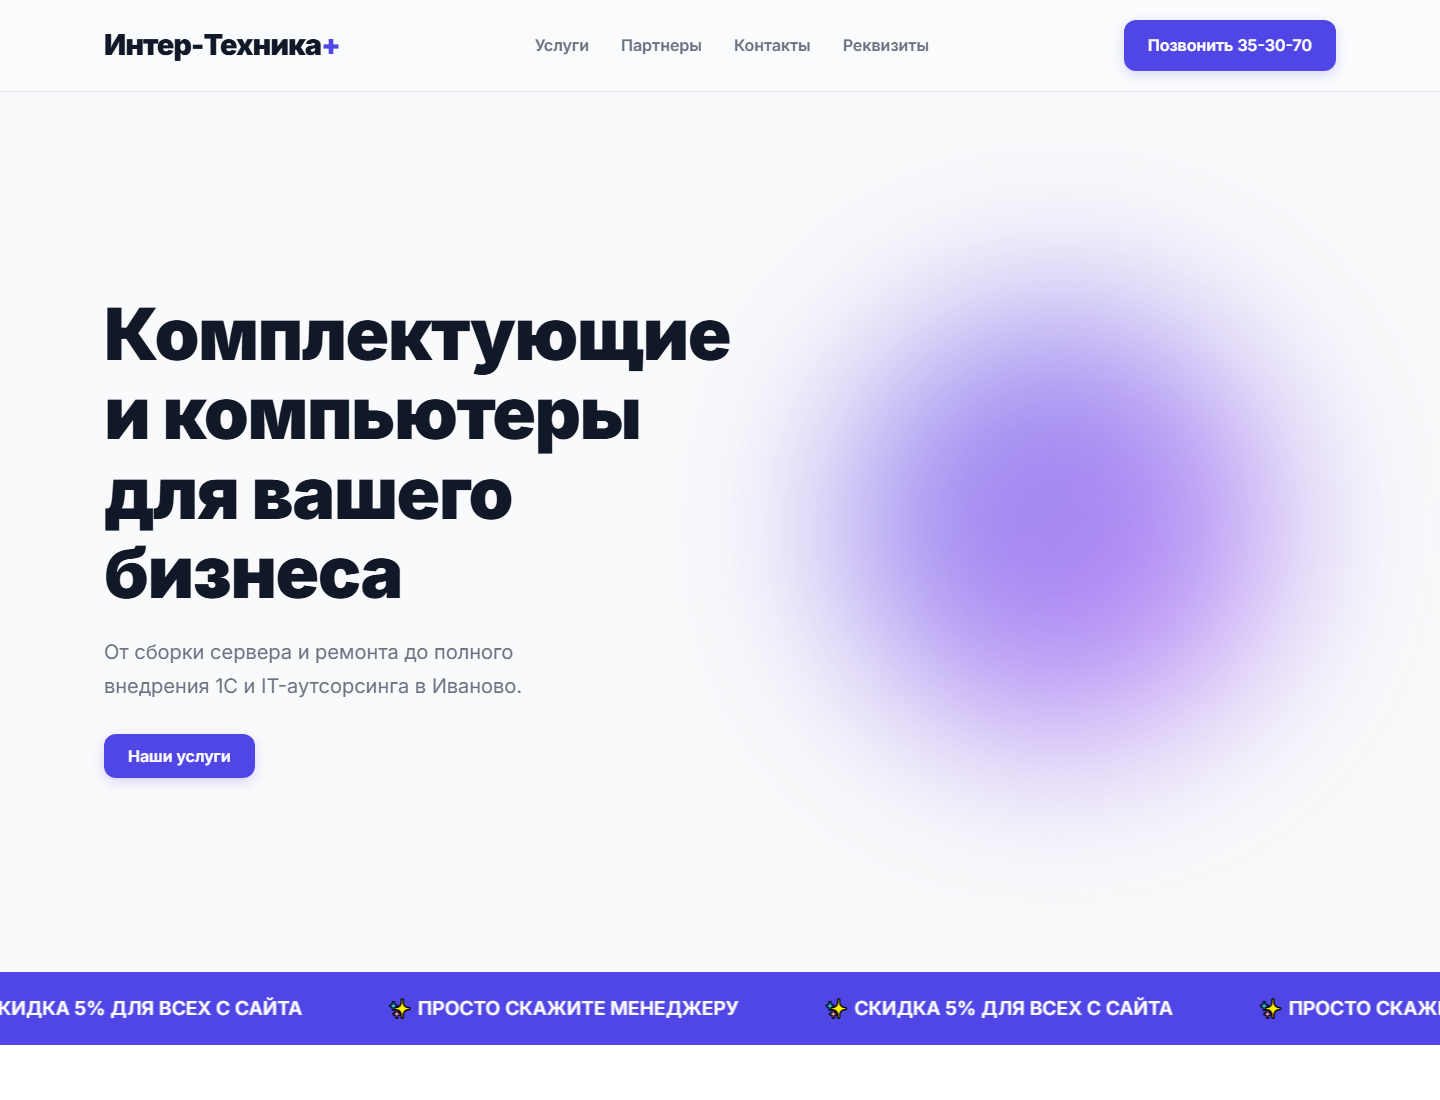 Интер-Техника+
Услуги Партнеры Контакты Реквизиты
Позвонить 35-30-70
Комплектующие
и компьютеры
для вашего
бизнеса
От сборки сервера и ремонта до полного
внедрения 1С и IT-аутсорсинга в Иваново.
Наши услуги
КИДКА 5% ДЛЯ ВСЕХ С САЙТА ✨ ПРОСТО СКАЖИТЕ МЕНЕДЖЕРУ ✨ СКИДКА 5% ДЛЯ ВСЕХ С САЙТА ✨ ПРОСТО СКАЖ